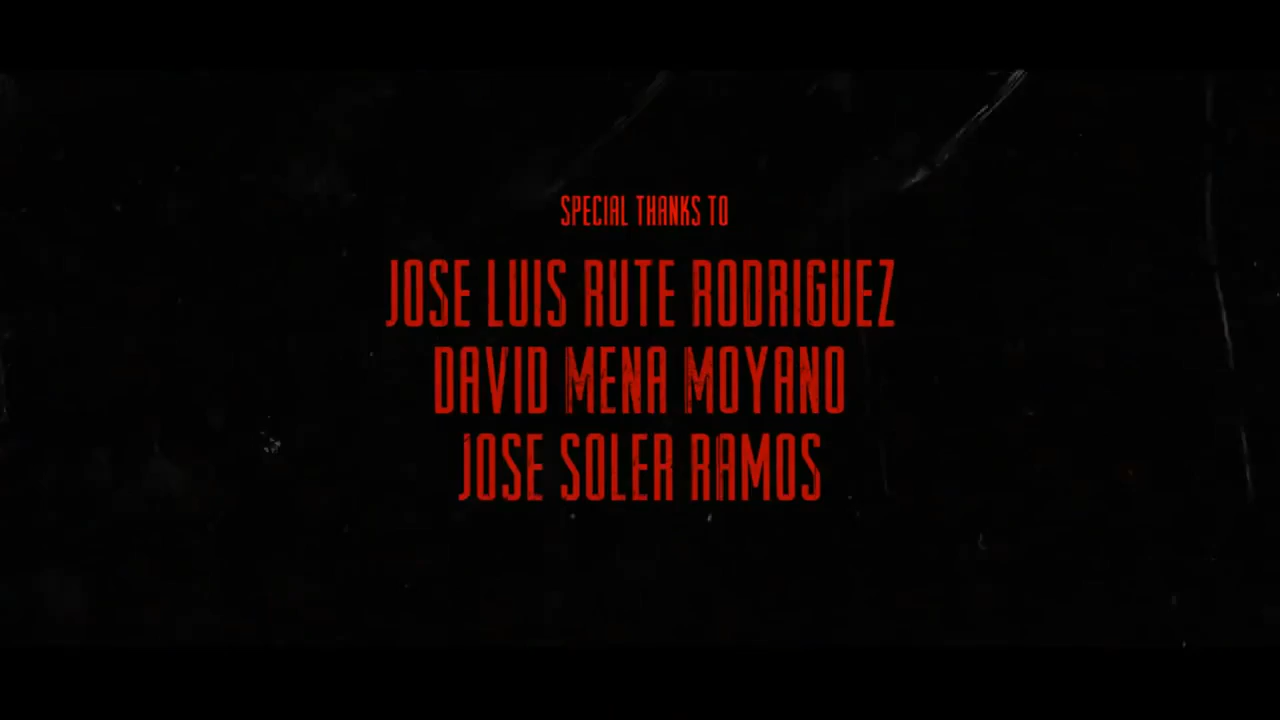 SPECIAL THANKS TO
JOSE LUIS RUTE RODRIGUEZ
DAVID MENA MOYANO
JOSE SOLER RAMOS